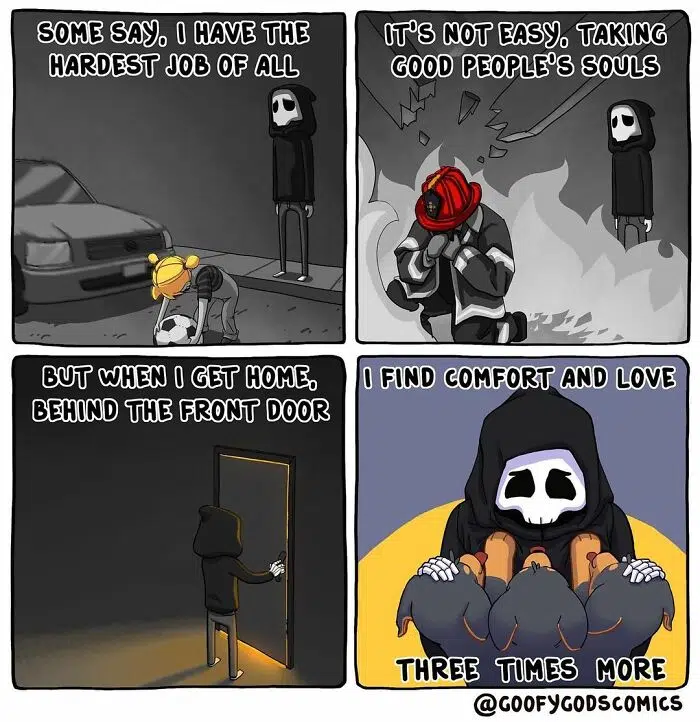 SOME SAY, I HAVE THE
HARDEST JOB OF ALL
IT'S NOT EASY, TAKING
GOOD PEOPLE'S SOULS
BUT WHEN I GET HOME,
BEHIND THE FRONT DOOR
I FIND COMFORT AND LOVE
THREE TIMES MORE
@GOOFYGODSCOMICS